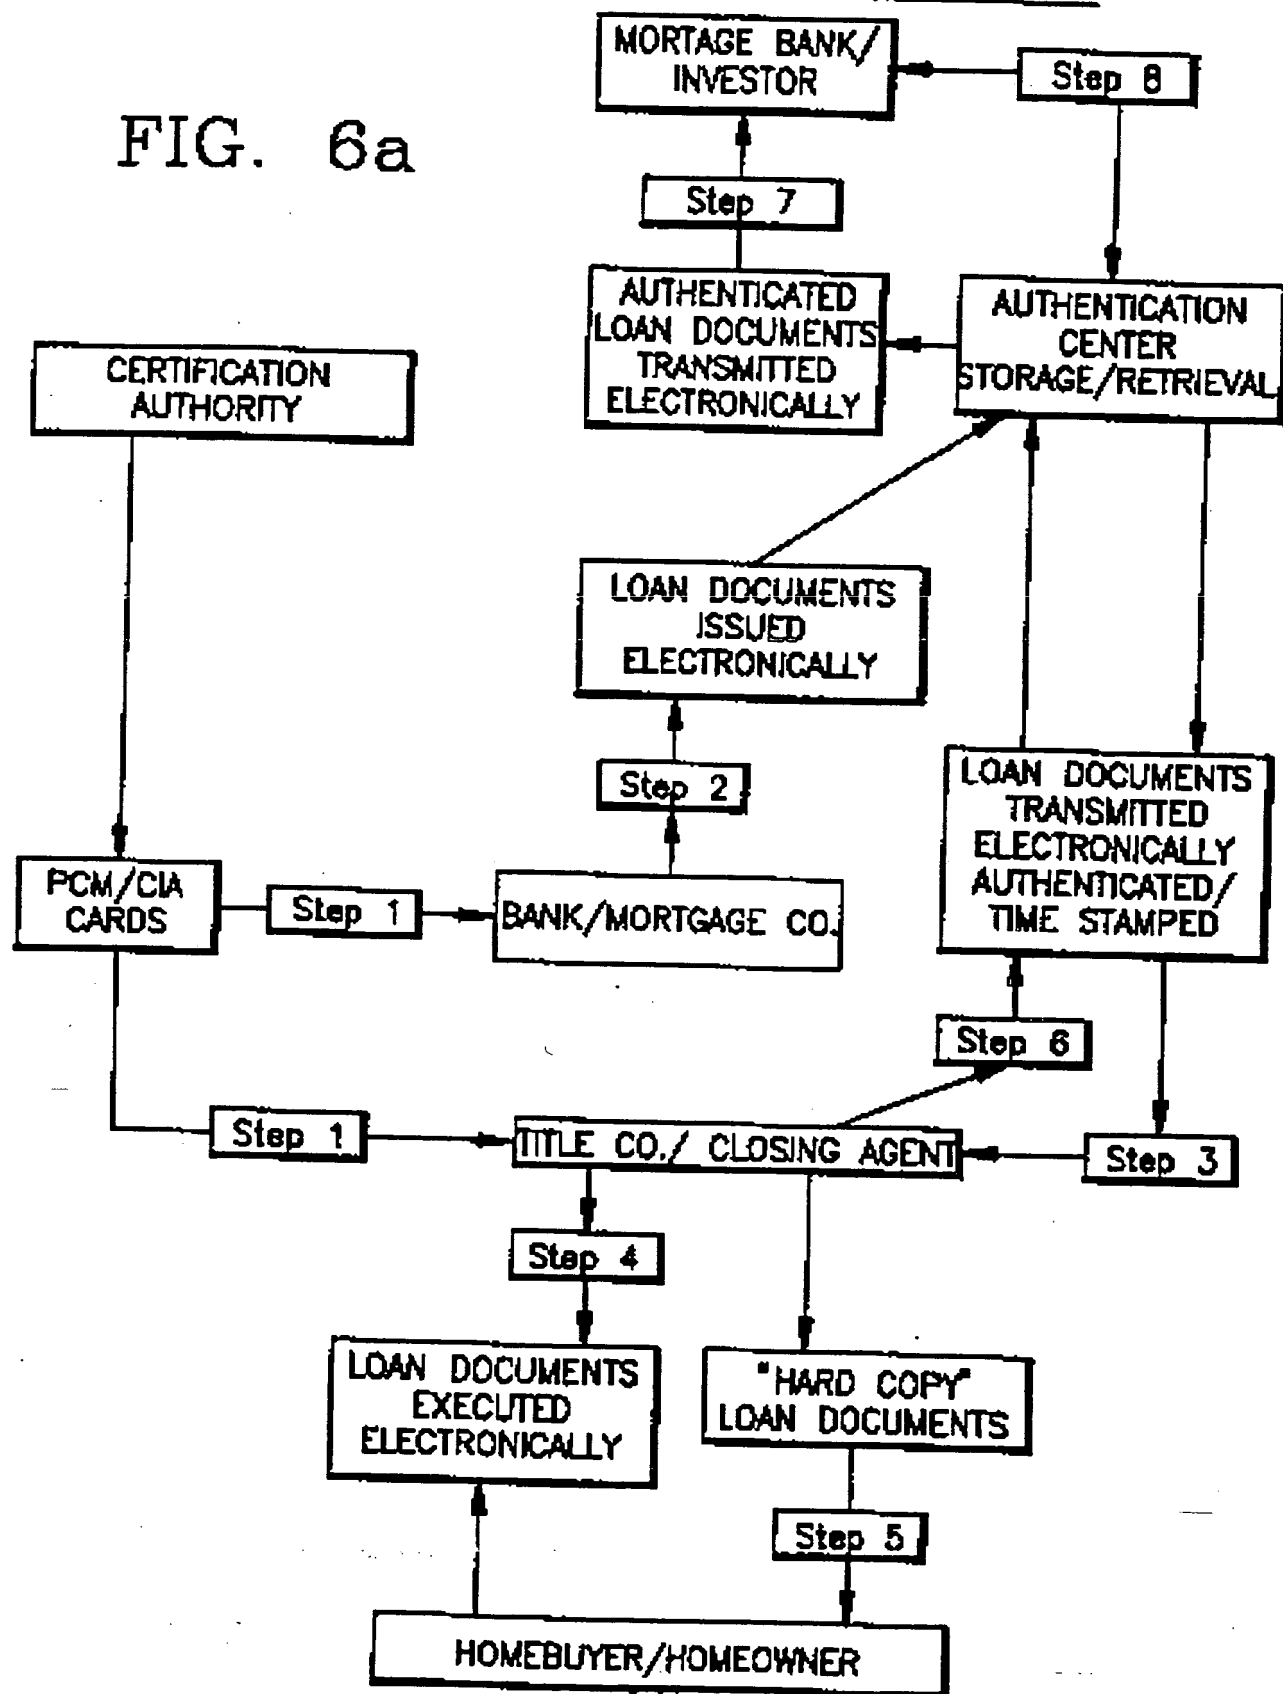 MORTAGE BANK/
INVESTOR
Step 8
FIG. 6a
Step 7
AUTHENTICATED
LOAN DOCUMENTS
TRANSMITTED
ELECTRONICALLY
AUTHENTICATION
CENTER
STORAGE/RETRIEVAL
CERTIFICATION
AUTHORITY
LOAN DOCUMENTS
ISSUED
ELECTRONICALLY
Step 2
LOAN DOCUMENTS
TRANSMITTED
ELECTRONICALLY
AUTHENTICATED/
TIME STAMPED
PCM/CIA
CARDS
Step 1
BANK/MORTGAGE CO.
Step 6
Step 1
TITLE CO./ CLOSING AGENT
Step 3
Step 4
LOAN DOCUMENTS
EXECUTED
ELECTRONICALLY
"HARD COPY"
LOAN DOCUMENTS
Step 5
HOMEBUYER/HOMEOWNER